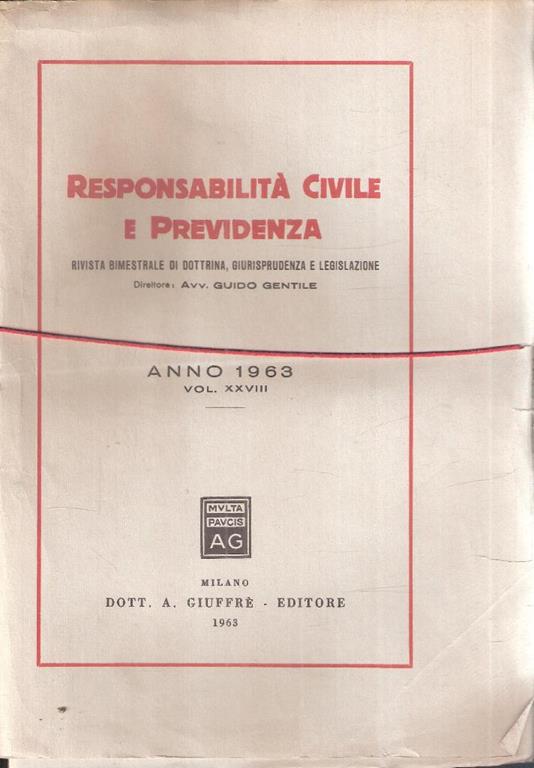 RESPONSABILITÀ CIVILE
E PREVIDENZA
RIVISTA BIMESTRALE DI DOTTRINA, GIURISPRUDENZA E LEGISLAZIONE
Direttore: Avv. GUIDO GENTILE
ANNO 1963
VOL. XXVIII
MVLTA
PAVCIS
AG
MILANO
DOTT. A. GIUFFRÈ - EDITORE
1963